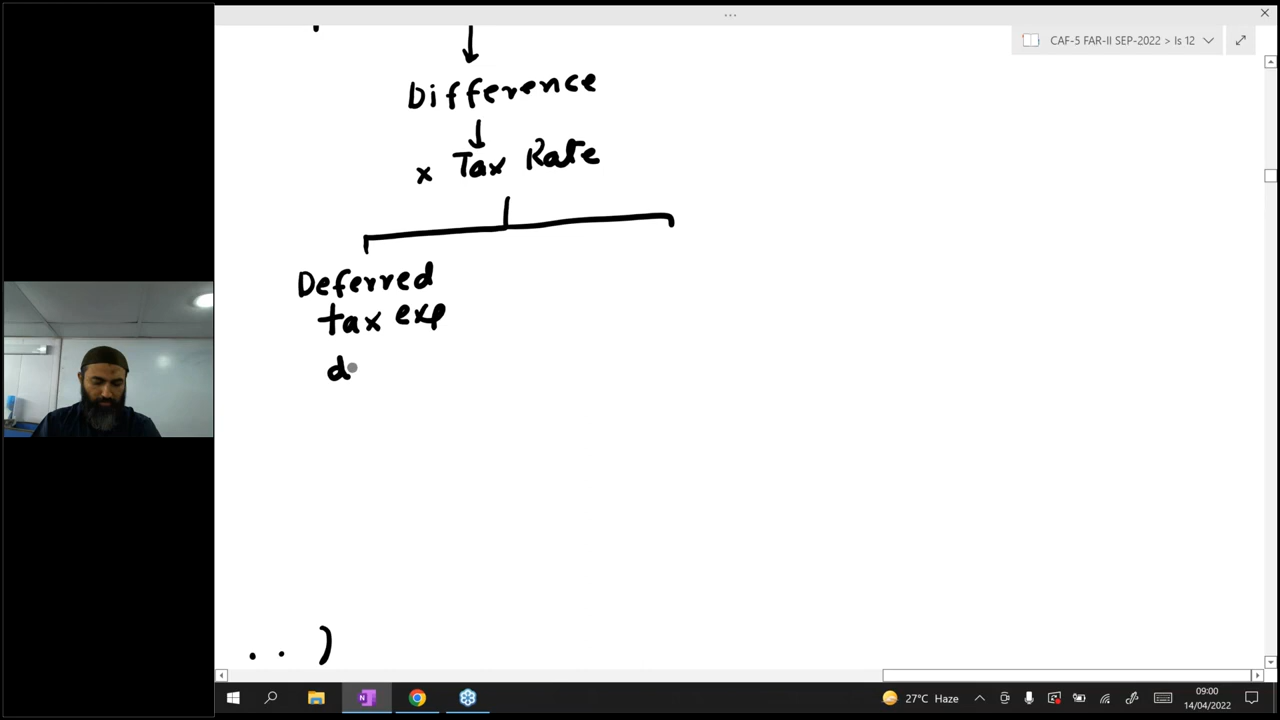 CAF-5 FAR-II SEP-2022 > Is 12
Difference
x Tax Rate
Deferred
tax exp
d
. . )
27°C Haze
09:00
14/04/2022